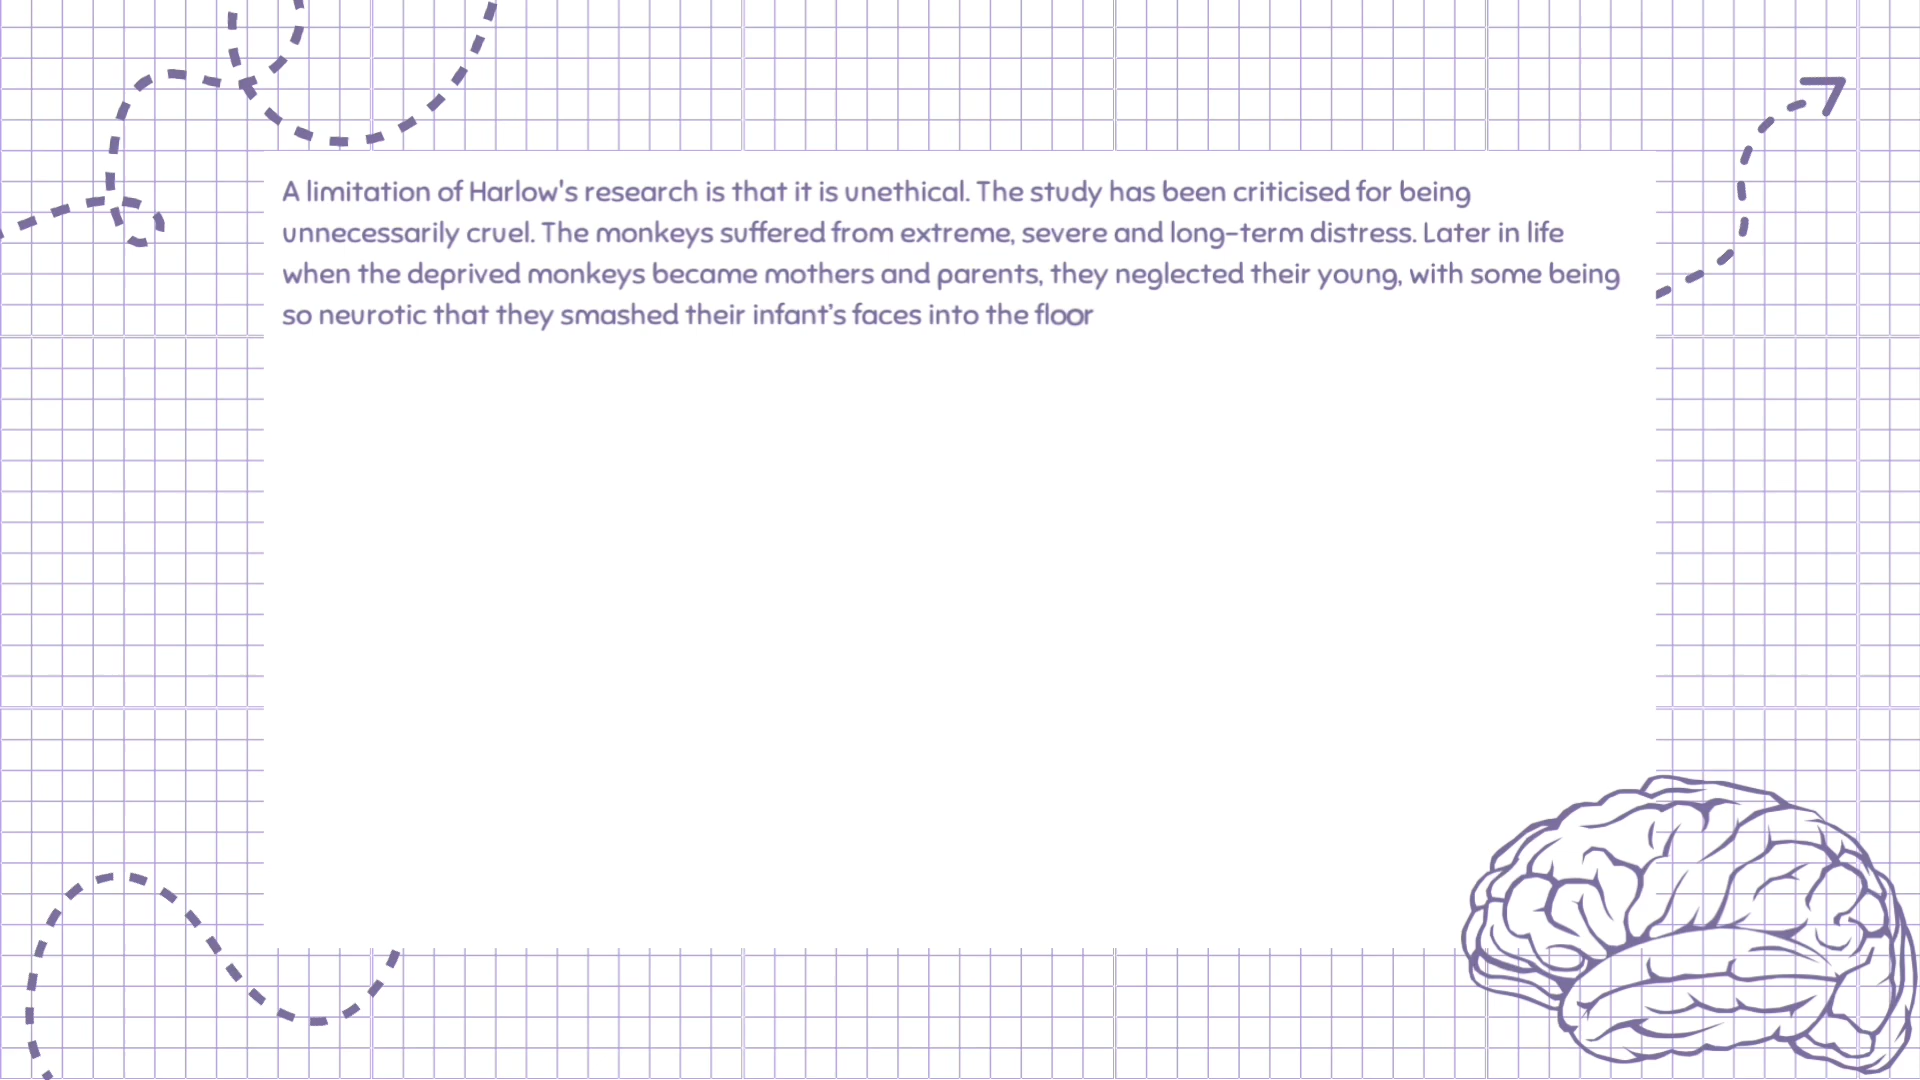 A limitation of Harlow's research is that it is unethical. The study has been criticised for being
unnecessarily cruel. The monkeys suffered from extreme, severe and long-term distress. Later in life
when the deprived monkeys became mothers and parents, they neglected their young, with some being
so neurotic that they smashed their infant’s faces into the floor